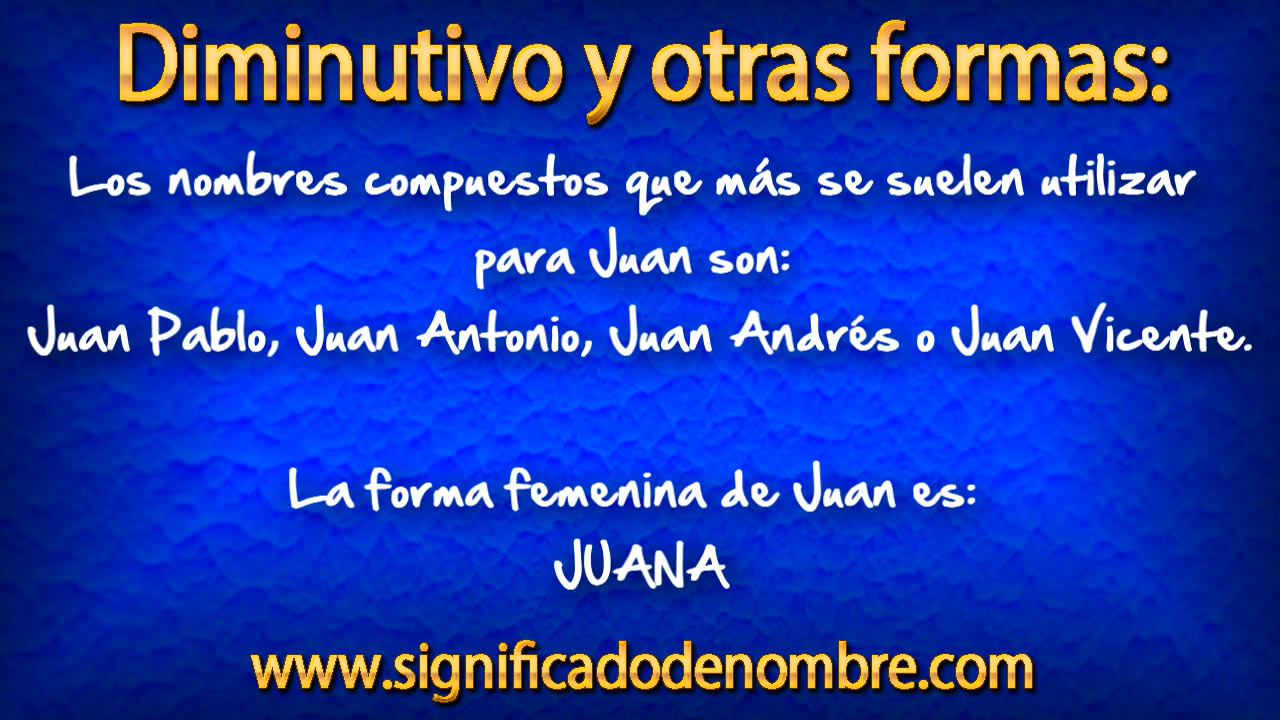 Diminutivo y otras formas:
Los nombres compuestos que más se suelen utilizar
para Juan son:
Juan Pablo, Juan Antonio, Juan Andrés o Juan Vicente.
La forma femenina de Juan es:
JUANA
www.significadodenombre.com